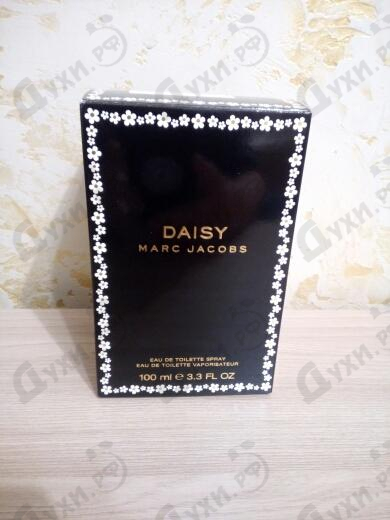 DAISY
MARC JACOBS
EAU DE TOILETTE SPRAY
EAU DE TOILETTE VAPORISATEUR
100 ml ℮ 3.3 FL OZ
Духи.РФ